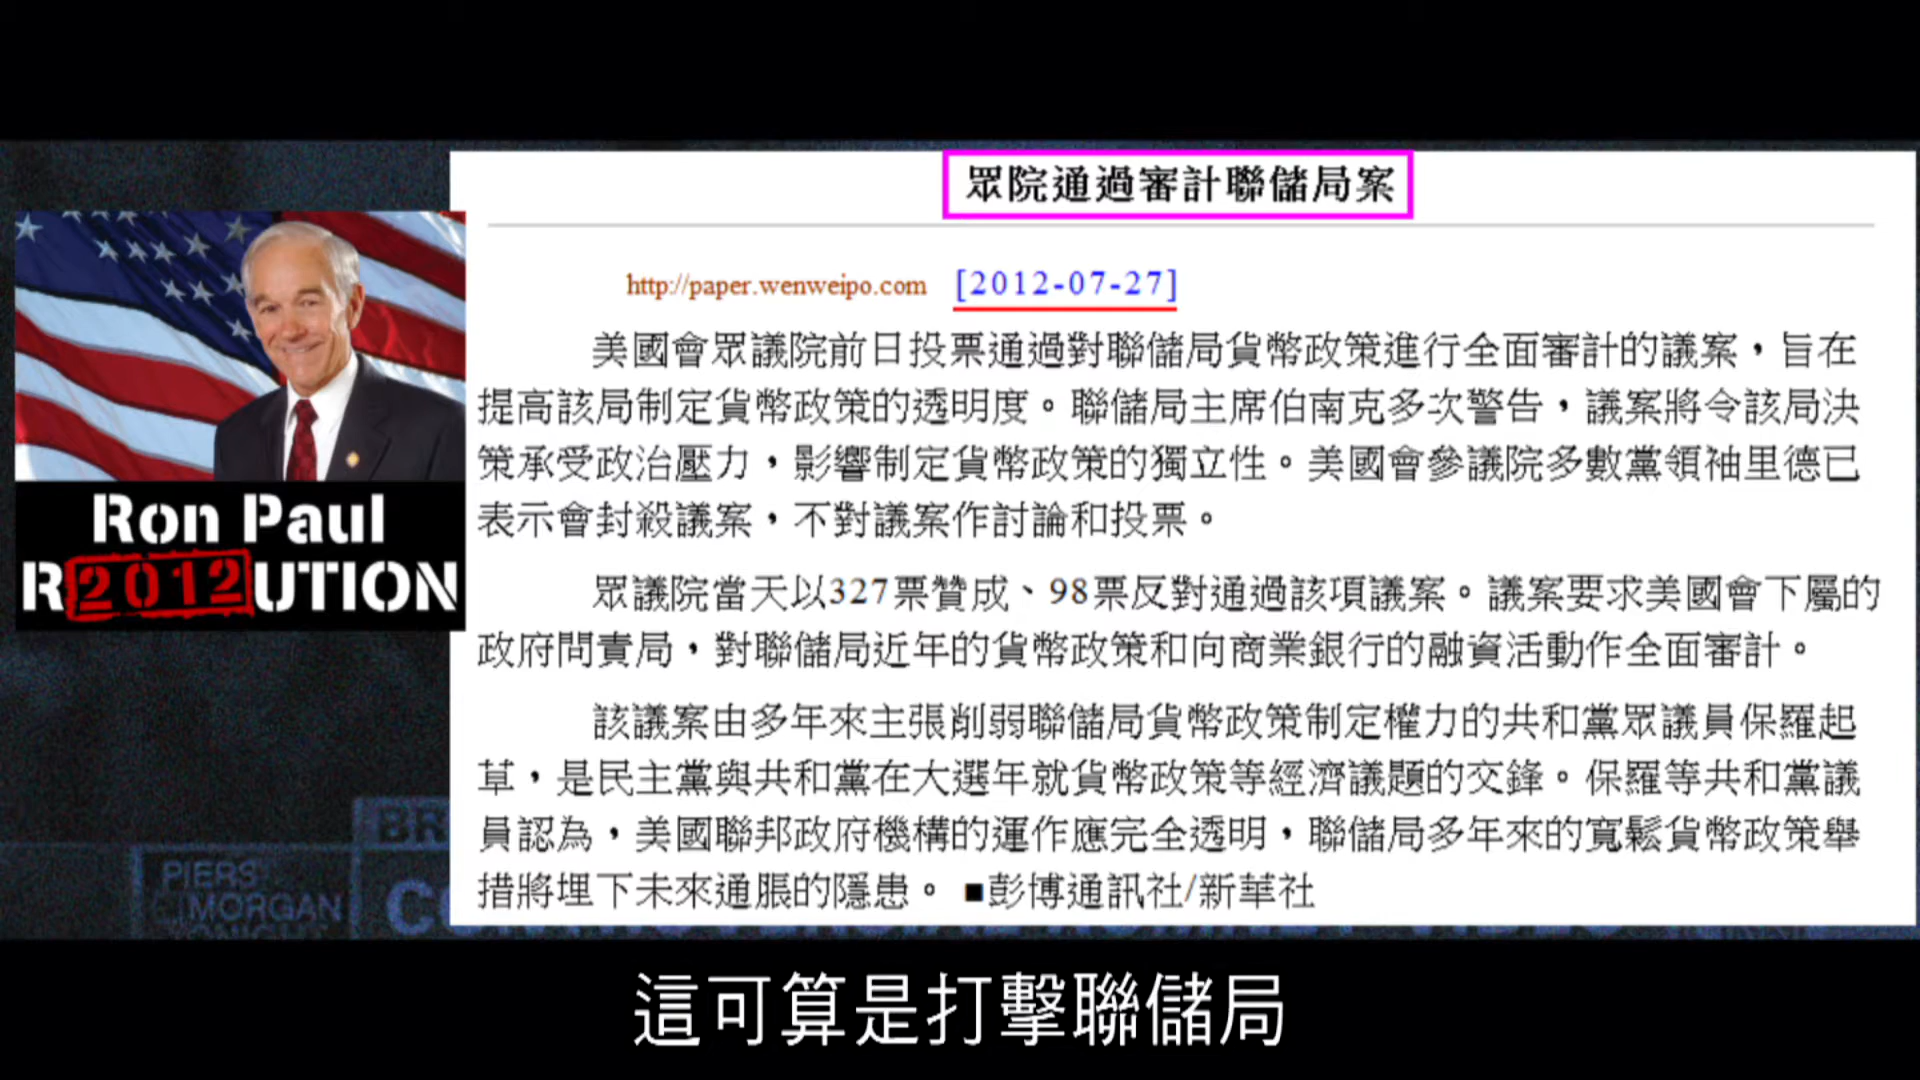 眾院通過審計聯儲局案
http://paper.wenweipo.com [2012-07-27]
美國會眾議院前日投票通過對聯儲局貨幣政策進行全面審計的議案，旨在
提高該局制定貨幣政策的透明度。聯儲局主席伯南克多次警告，議案將令該局決
策承受政治壓力，影響制定貨幣政策的獨立性。美國會參議院多數黨領袖里德已
表示會封殺議案，不對議案作討論和投票。
眾議院當天以327票贊成、98票反對通過該項議案。議案要求美國會下屬的
政府問責局，對聯儲局近年的貨幣政策和向商業銀行的融資活動作全面審計。
該議案由多年來主張削弱聯儲局貨幣政策制定權力的共和黨眾議員保羅起
草，是民主黨與共和黨在大選年就貨幣政策等經濟議題的交鋒。保羅等共和黨議
員認為，美國聯邦政府機構的運作應完全透明，聯儲局多年來的寬鬆貨幣政策舉
措將埋下未來通脹的隱患。 ■彭博通訊社/新華社
Ron Paul
R2012UTION
PIERS
MORGAN
這可算是打擊聯儲局